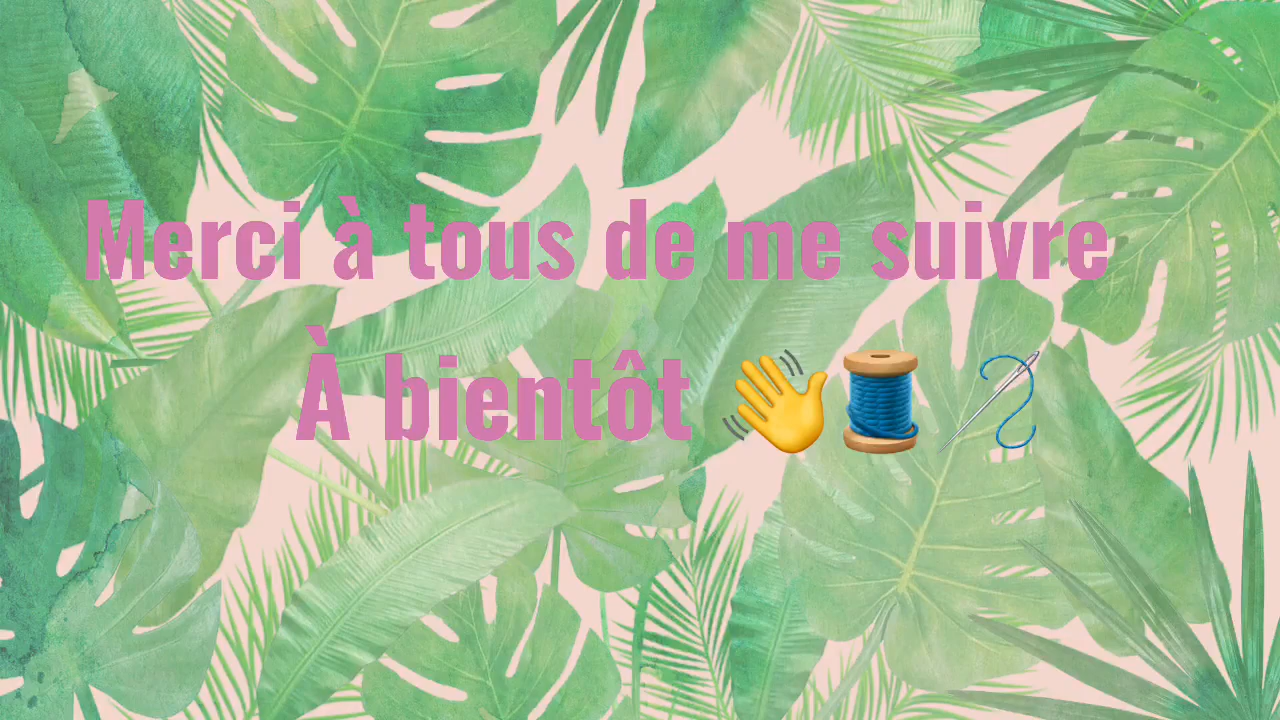 Merci à tous de me suivre
À bientôt 👋🧵🪡